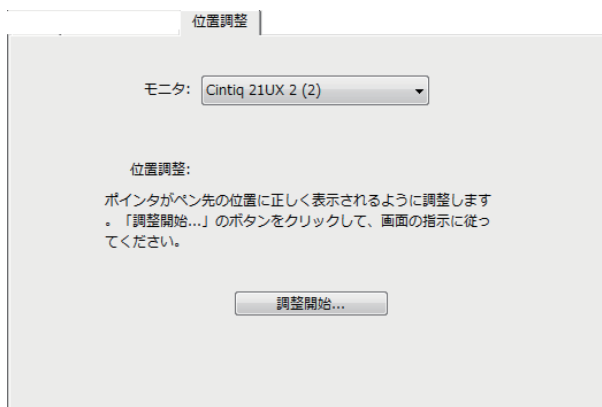 位置調整
モニタ: Cintiq 21UX 2 (2)
位置調整:
ポインタがペン先の位置に正しく表示されるように調整します
。「調整開始...」のボタンをクリックして、画面の指示に従っ
てください。
調整開始...